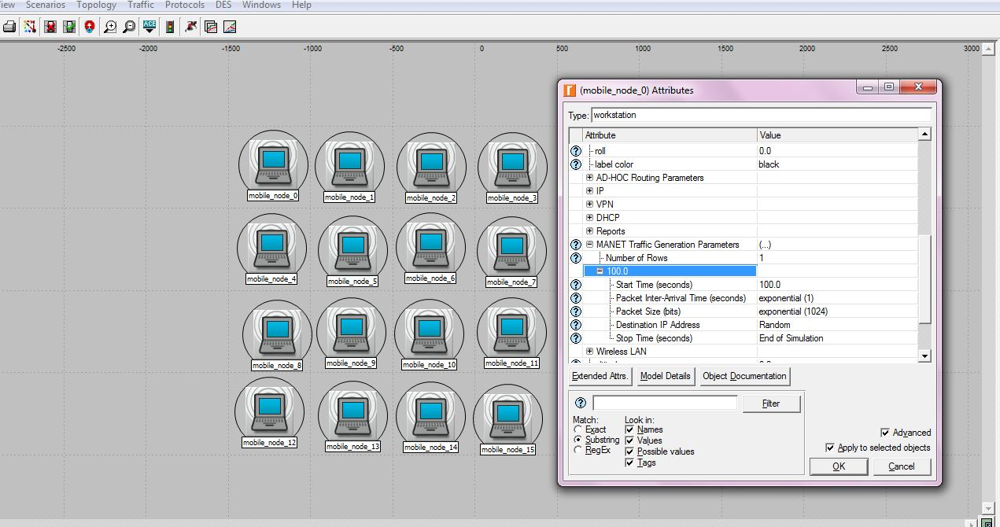 Scenarios Topology Traffic Protocols DES Windows Help
ACE
-2500 -2000 -1500 -1000 -500 0 500 1000 1500 2000 2500 3000
(mobile_node_0) Attributes
Type: workstation
Attribute Value
roll 0.0
label color black
AD-HOC Routing Parameters
IP
VPN
DHCP
Reports
MANET Traffic Generation Parameters (...)
Number of Rows 1
100.0
Start Time (seconds) 100.0
Packet Inter-Arrival Time (seconds) exponential (1)
Packet Size (bits) exponential (1024)
Destination IP Address Random
Stop Time (seconds) End of Simulation
Wireless LAN
Extended Attrs. Model Details Object Documentation
Filter
Match: Look in:
Exact Names
Substring Values
RegEx Possible values
Tags
Advanced
Apply to selected objects
OK Cancel
mobile_node_0 mobile_node_1 mobile_node_2 mobile_node_3
mobile_node_4 mobile_node_5 mobile_node_6 mobile_node_7
mobile_node_8 mobile_node_9 mobile_node_10 mobile_node_11
mobile_node_12 mobile_node_13 mobile_node_14 mobile_node_15